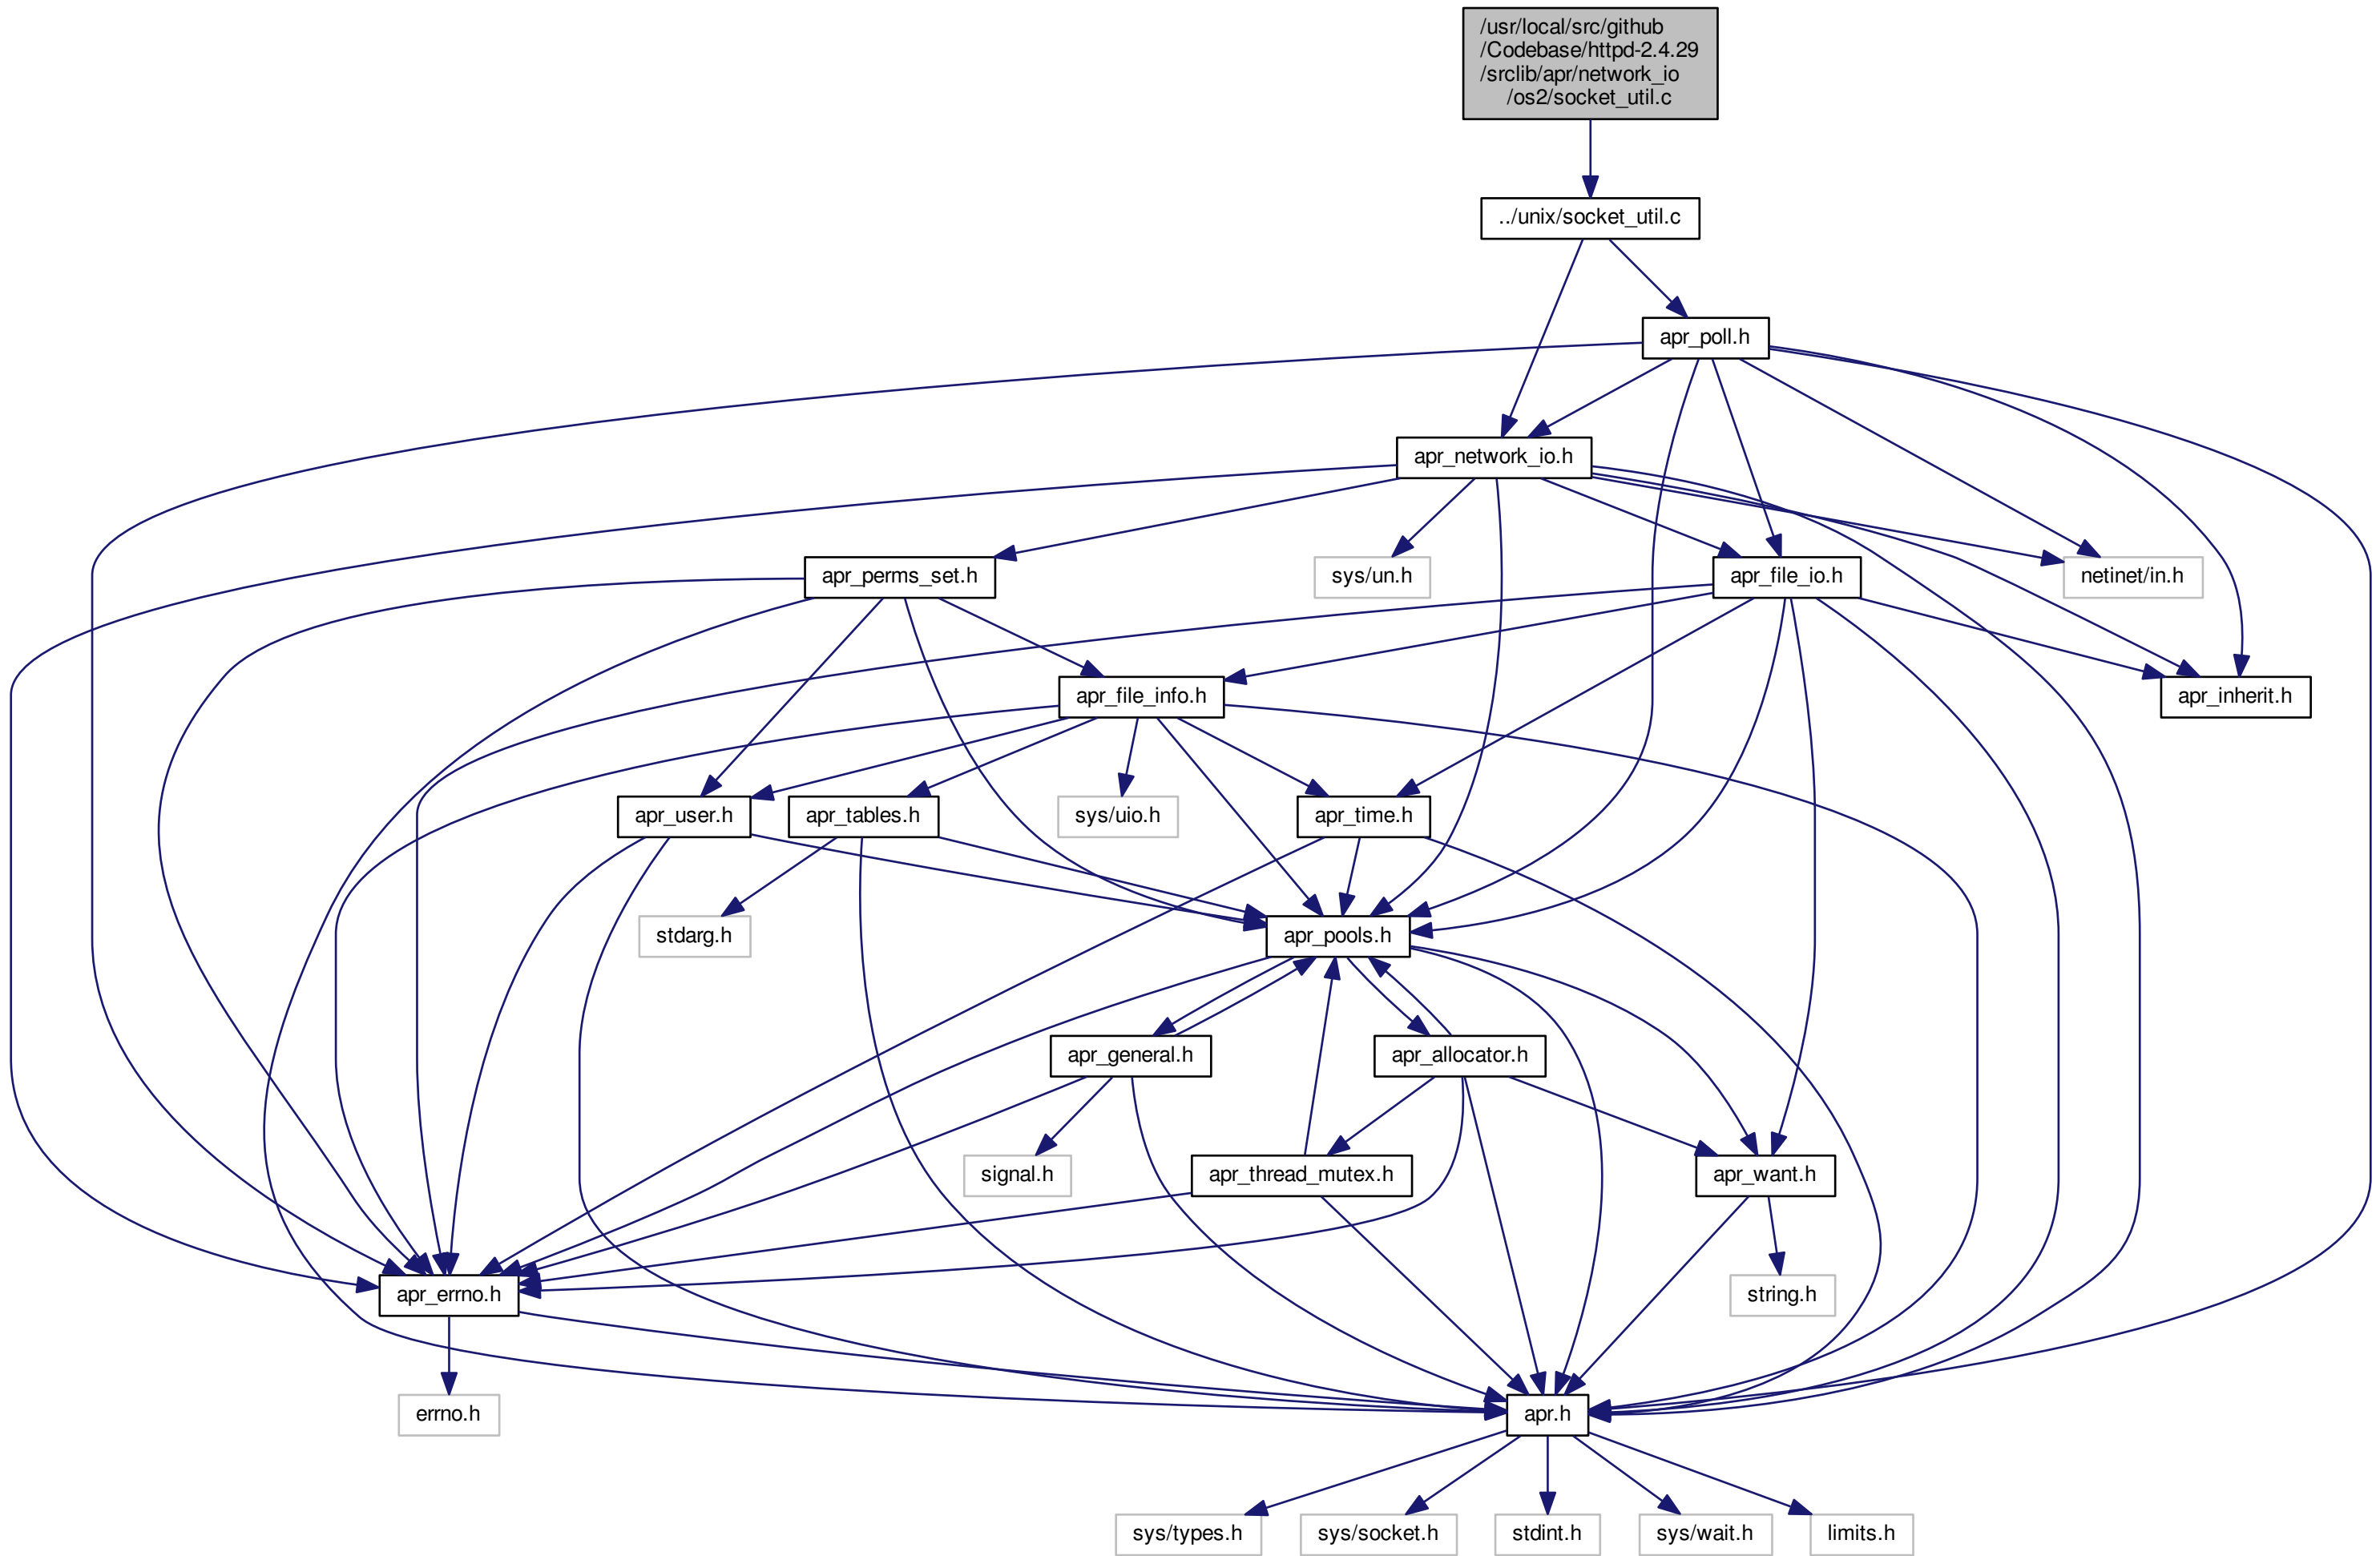 /usr/local/src/github
/Codebase/httpd-2.4.29
/srclib/apr/network_io
/os2/socket_util.c
../unix/socket_util.c
apr_poll.h
apr_network_io.h
apr_perms_set.h
sys/un.h
apr_file_io.h
netinet/in.h
apr_file_info.h
apr_inherit.h
apr_user.h
apr_tables.h
sys/uio.h
apr_time.h
stdarg.h
apr_pools.h
apr_general.h
apr_allocator.h
signal.h
apr_thread_mutex.h
apr_want.h
apr_errno.h
string.h
errno.h
apr.h
sys/types.h
sys/socket.h
stdint.h
sys/wait.h
limits.h